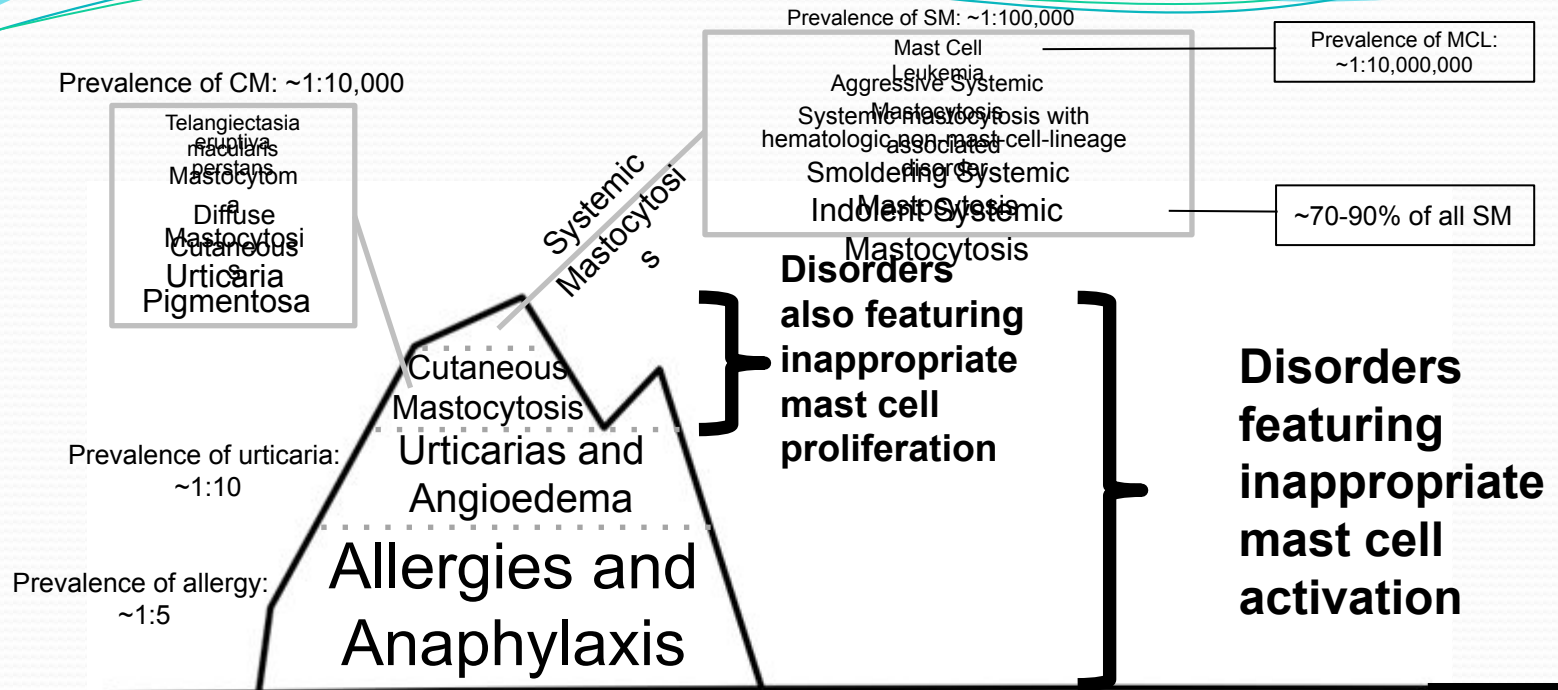 Prevalence of SM: ~1:100,000
Mast Cell
Leukemia
Aggressive Systemic
Mastocytosis
Systemic mastocytosis with
associated
hematologic non-mast-cell-lineage
disorder
Smoldering Systemic
Mastocytosis
Indolent Systemic
Mastocytosis
Prevalence of MCL:
~1:10,000,000
~70-90% of all SM
Prevalence of CM: ~1:10,000
Telangiectasia
macularis
eruptiva
perstans
Mastocytom
a
Diffuse
Cutaneous
Mastocytosi
s
Urticaria
Pigmentosa
Systemic
Mastocytosi
s
Disorders
also featuring
inappropriate
mast cell
proliferation
Disorders
featuring
inappropriate
mast cell
activation
Cutaneous
Mastocytosis
Prevalence of urticaria:
~1:10
Urticarias and
Angioedema
Prevalence of allergy:
~1:5
Allergies and
Anaphylaxis